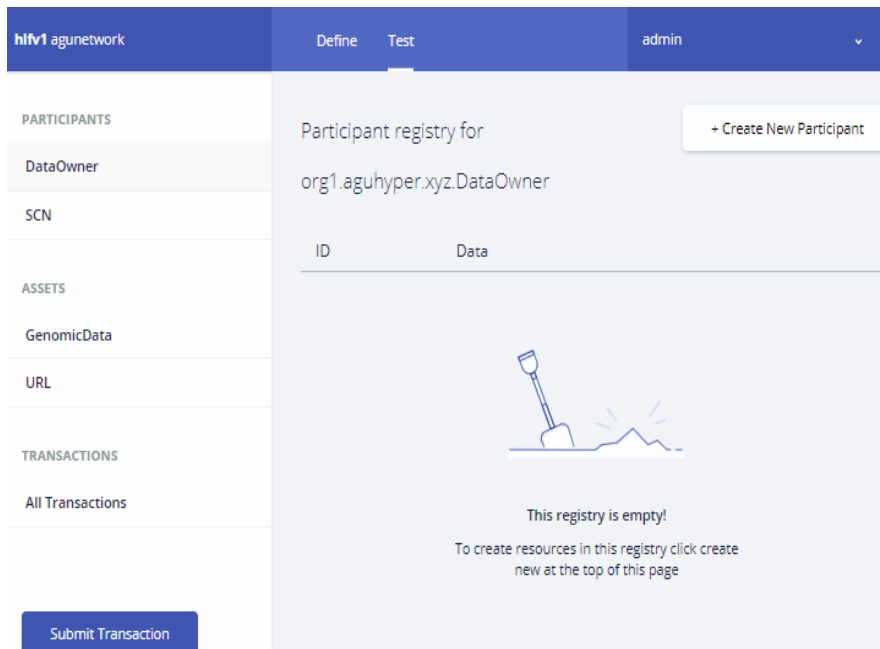 hlfv1 agunetwork
Define
Test
admin
PARTICIPANTS
DataOwner
SCN
ASSETS
GenomicData
URL
TRANSACTIONS
All Transactions
Submit Transaction
Participant registry for
org1.aguhyper.xyz.DataOwner
+ Create New Participant
ID
Data
This registry is empty!
To create resources in this registry click create
new at the top of this page